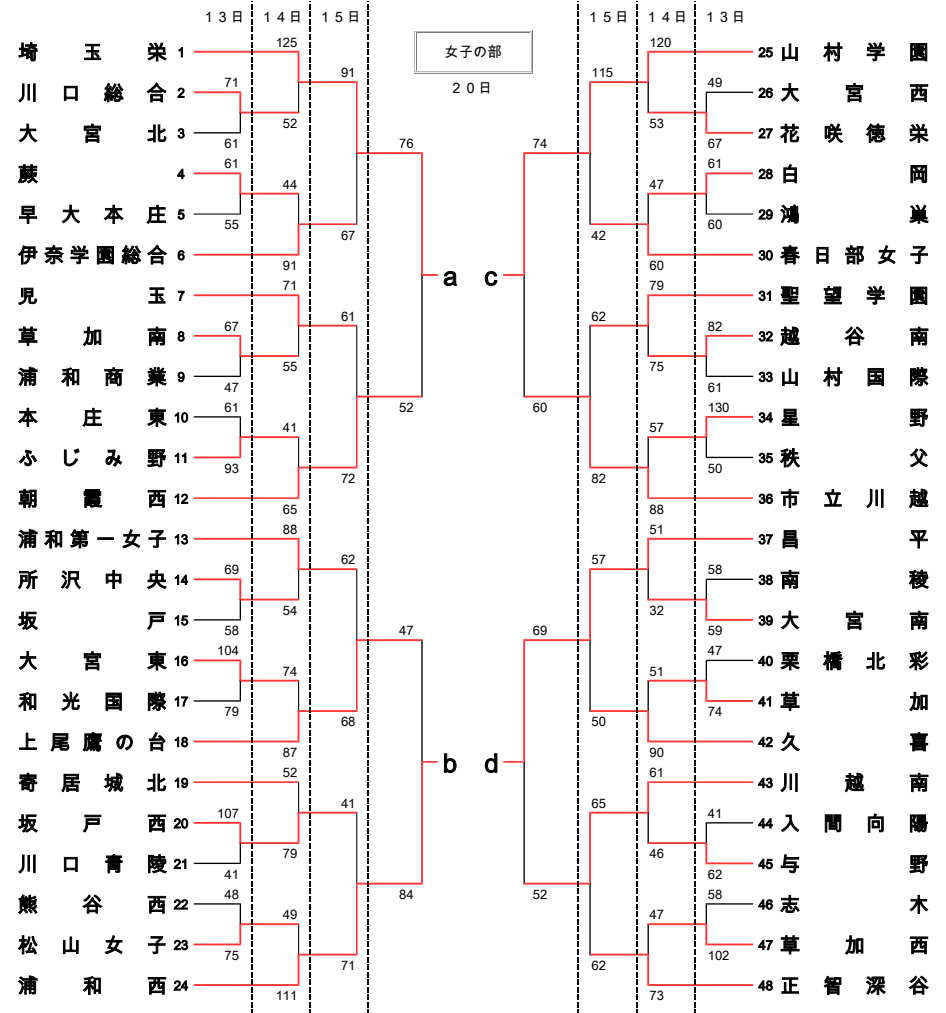 13日 14日 15日 15日 14日 13日
女子の部
20日
125 120
埼玉栄 1 25 山村学園
91 115
71 49
川口総合 2 26 大宮西
52 53
大宮北 3 27 花咲徳栄
61 67
76 74
61 61
蕨 4 28 白岡
44 47
早大本庄 5 29 鴻巣
55 60
67 42
伊奈学園総合 6 30 春日部女子
91 60
a c
71 79
児玉 7 31 聖望学園
61 62
67 82
草加南 8 32 越谷南
55 75
浦和商業 9 33 山村国際
47 61
52 60
61 130
本庄東 10 34 星野
41 57
ふじみ野 11 35 秩父
93 50
72 82
朝霞西 12 36 市立川越
65 88
88 51
浦和第一女子 13 37 昌平
62 57
69 58
所沢中央 14 38 南稜
54 32
坂戸 15 39 大宮南
58 59
47 69
104 47
大宮東 16 40 栗橋北彩
74 51
和光国際 17 41 草加
79 74
68 50
上尾鷹の台 18 42 久喜
87 90
b d
52 61
寄居城北 19 43 川越南
41 65
107 41
坂戸西 20 44 入間向陽
79 46
川口青陵 21 45 与野
41 62
84 52
48 58
熊谷西 22 46 志木
49 47
松山女子 23 47 草加西
75 102
71 62
浦和西 24 48 正智深谷
111 73